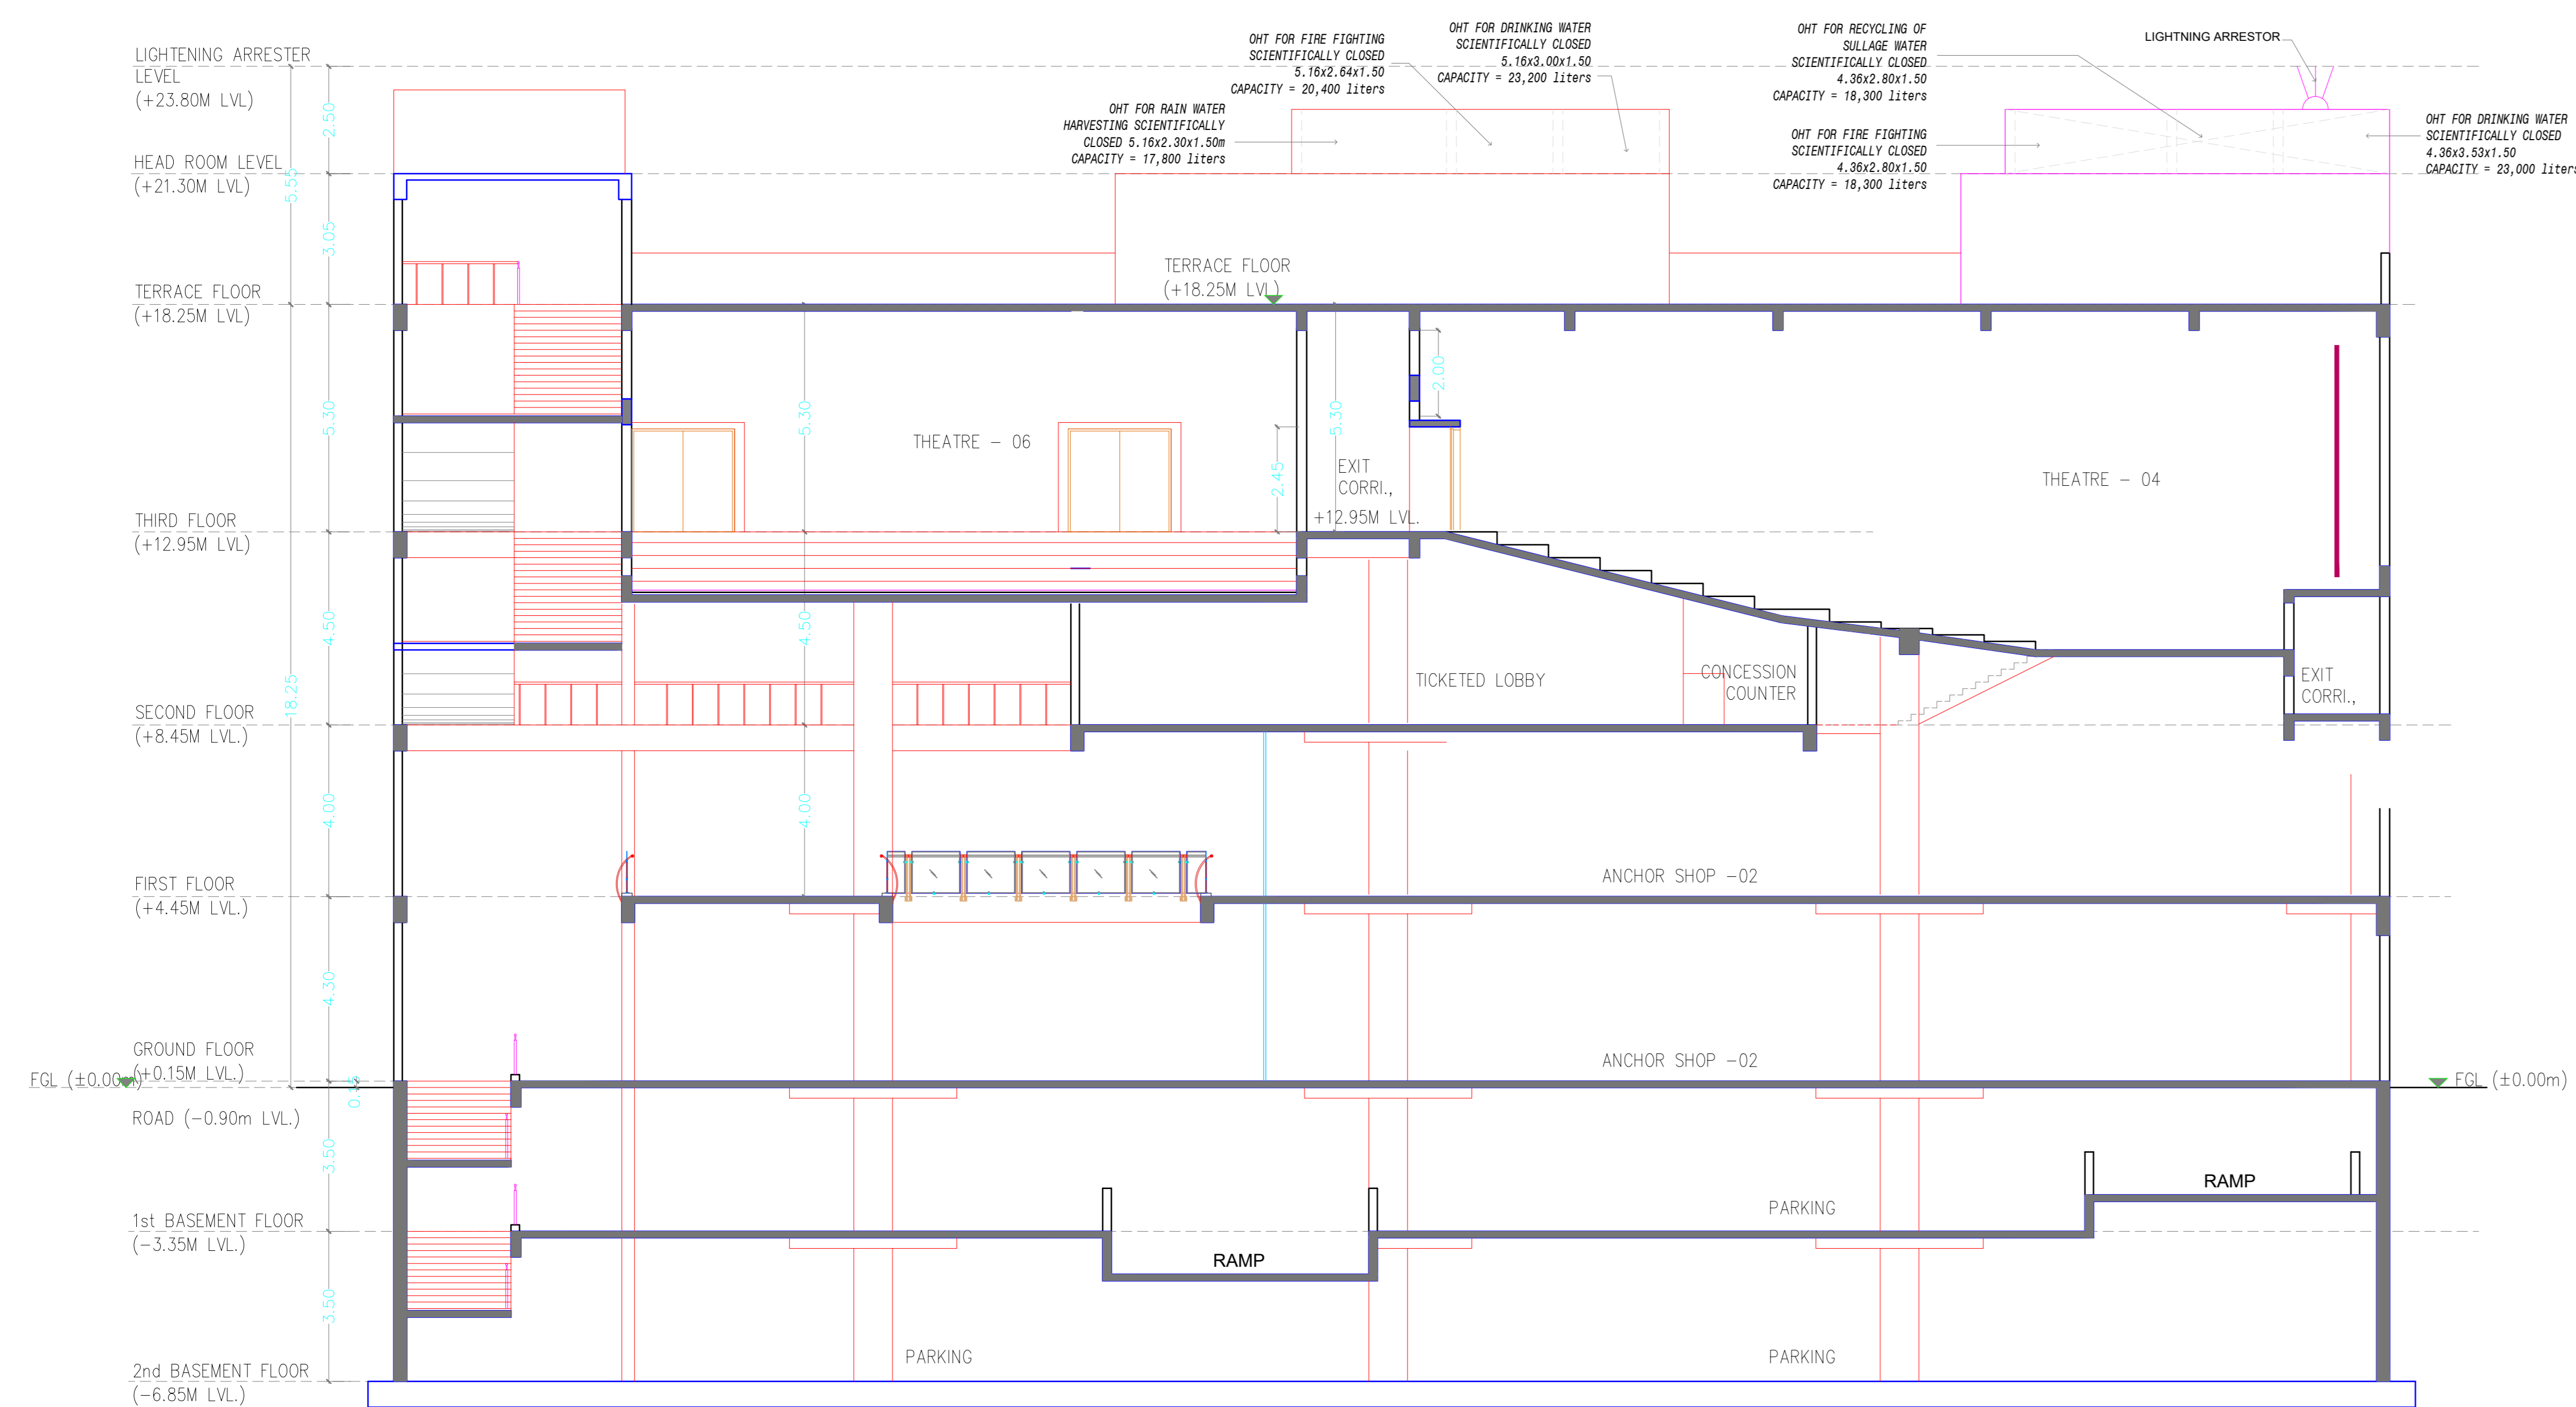 LIGHTENING ARRESTER
LEVEL
(+23.80M LVL)
HEAD ROOM LEVEL
(+21.30M LVL)
TERRACE FLOOR
(+18.25M LVL)
THIRD FLOOR
(+12.95M LVL)
SECOND FLOOR
(+8.45M LVL.)
FIRST FLOOR
(+4.45M LVL.)
GROUND FLOOR
(+0.15M LVL.)
FGL (±0.00m)
ROAD (-0.90m LVL.)
1st BASEMENT FLOOR
(-3.35M LVL.)
2nd BASEMENT FLOOR
(-6.85M LVL.)
5.55
18.25
2.50
3.05
5.30
4.50
4.00
4.30
0.15
3.50
3.50
OHT FOR RAIN WATER
HARVESTING SCIENTIFICALLY
CLOSED 5.16x2.30x1.50m
CAPACITY = 17,800 liters
OHT FOR FIRE FIGHTING
SCIENTIFICALLY CLOSED
5.16x2.64x1.50
CAPACITY = 20,400 liters
OHT FOR DRINKING WATER
SCIENTIFICALLY CLOSED
5.16x3.00x1.50
CAPACITY = 23,200 liters
OHT FOR RECYCLING OF
SULLAGE WATER
SCIENTIFICALLY CLOSED
4.36x2.80x1.50
CAPACITY = 18,300 liters
OHT FOR FIRE FIGHTING
SCIENTIFICALLY CLOSED
4.36x2.80x1.50
CAPACITY = 18,300 liters
LIGHTNING ARRESTOR
OHT FOR DRINKING WATER
SCIENTIFICALLY CLOSED
4.36x3.53x1.50
CAPACITY = 23,000 liters
TERRACE FLOOR
(+18.25M LVL)
5.30
4.50
4.00
THEATRE - 06
2.45
5.30
2.00
EXIT
CORRI.,
+12.95M LVL.
THEATRE - 04
TICKETED LOBBY
CONCESSION
COUNTER
EXIT
CORRI.,
ANCHOR SHOP -02
ANCHOR SHOP -02
FGL (±0.00m)
RAMP
PARKING
RAMP
PARKING
PARKING